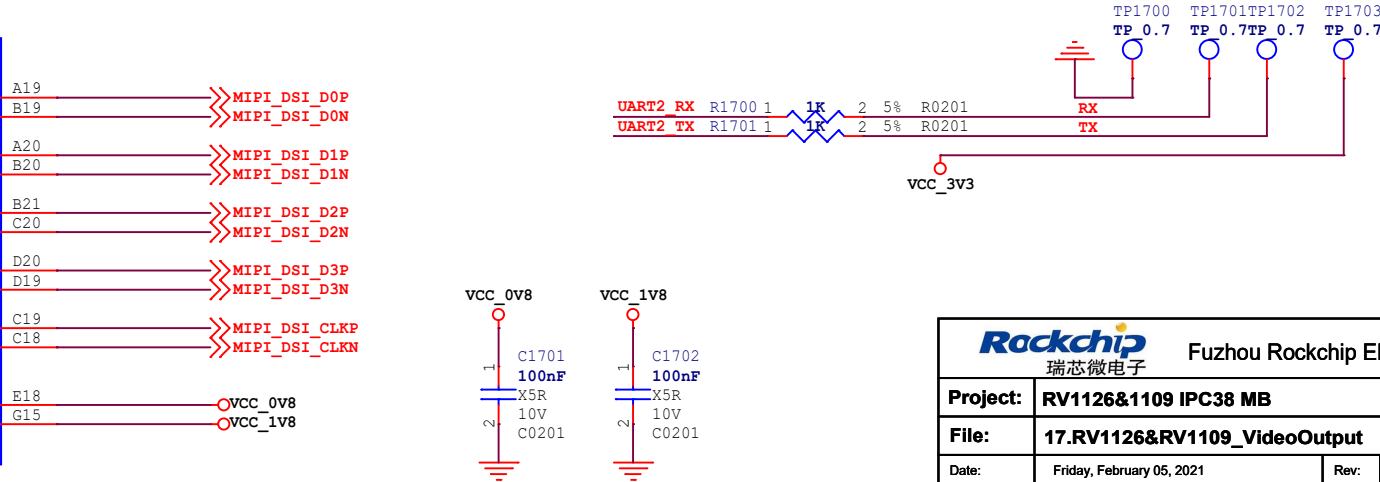 TP1700 TP1701TP1702 TP1703
TP_0.7 TP_0.7TP_0.7 TP_0.7
A19 MIPI_DSI_D0P
B19 MIPI_DSI_D0N
UART2_RX R1700 1 1K 2 5% R0201 RX
UART2_TX R1701 1 1K 2 5% R0201 TX
A20 MIPI_DSI_D1P
B20 MIPI_DSI_D1N
VCC_3V3
B21 MIPI_DSI_D2P
C20 MIPI_DSI_D2N
D20 MIPI_DSI_D3P
D19 MIPI_DSI_D3N
C19 MIPI_DSI_CLKP
C18 MIPI_DSI_CLKN
E18 VCC_0V8
G15 VCC_1V8
VCC_0V8
1
C1701
100nF
X5R
10V
2
C0201
VCC_1V8
1
C1702
100nF
X5R
10V
2
C0201
Rockchip
瑞芯微电子
Fuzhou Rockchip El
Project: RV1126&1109 IPC38 MB
File: 17.RV1126&RV1109_VideoOutput
Date: Friday, February 05, 2021 Rev: